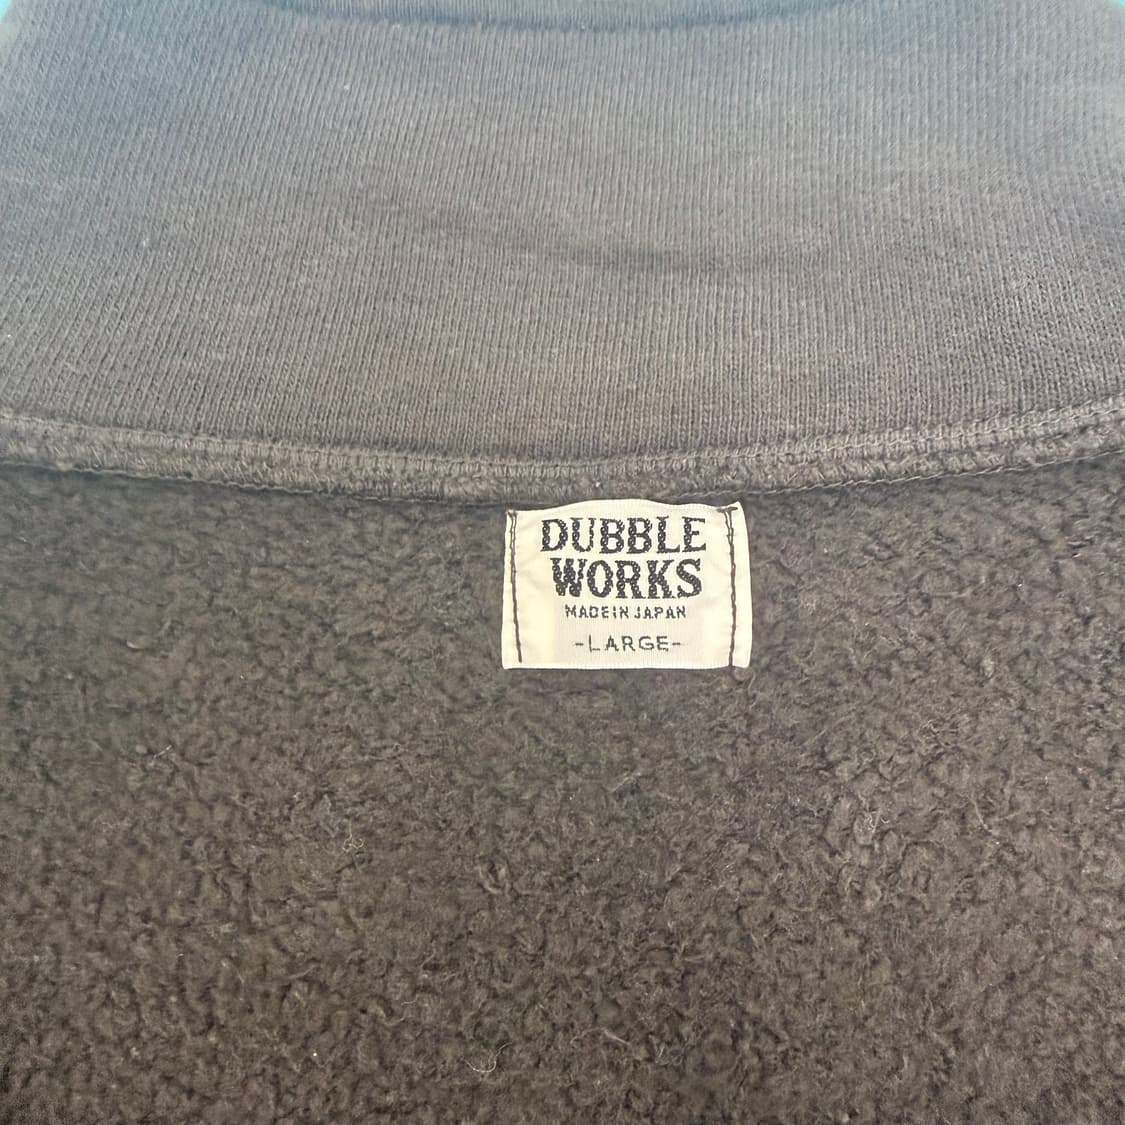 DUBBLE
WORKS
MADE IN JAPAN
-LARGE-